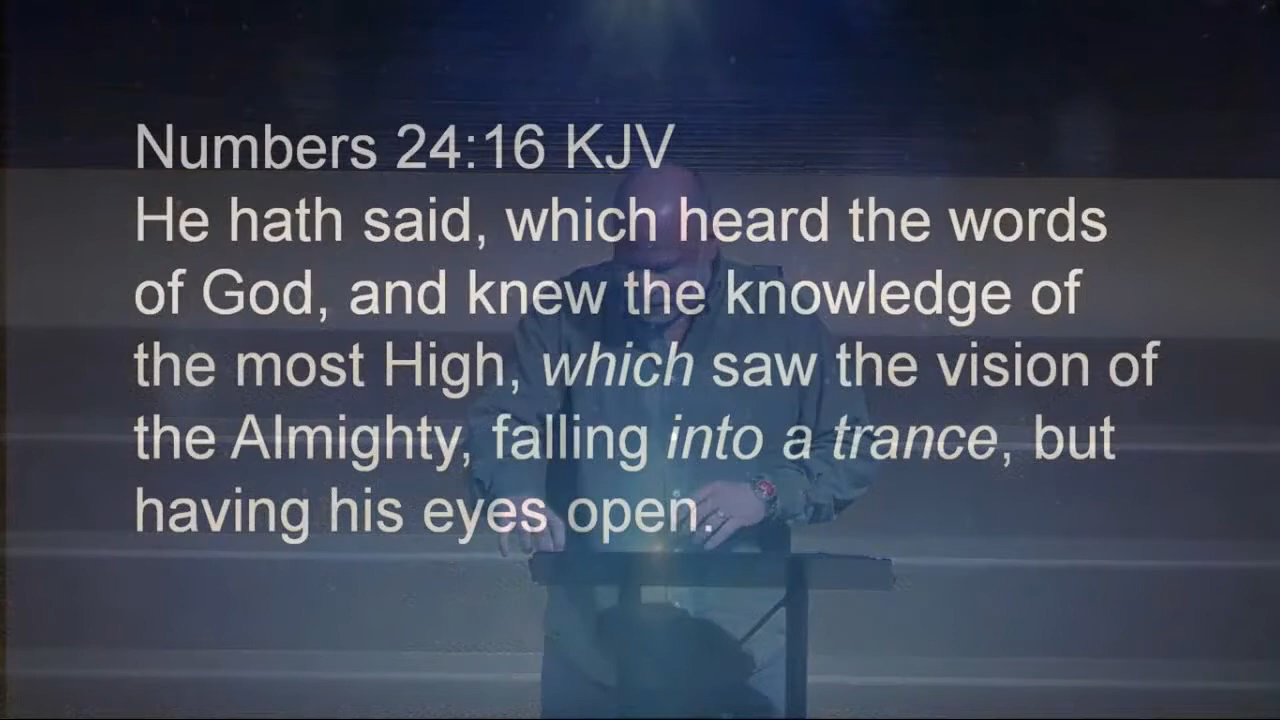 Numbers 24:16 KJV
He hath said, which heard the words
of God, and knew the knowledge of
the most High, which saw the vision of
the Almighty, falling into a trance, but
having his eyes open.